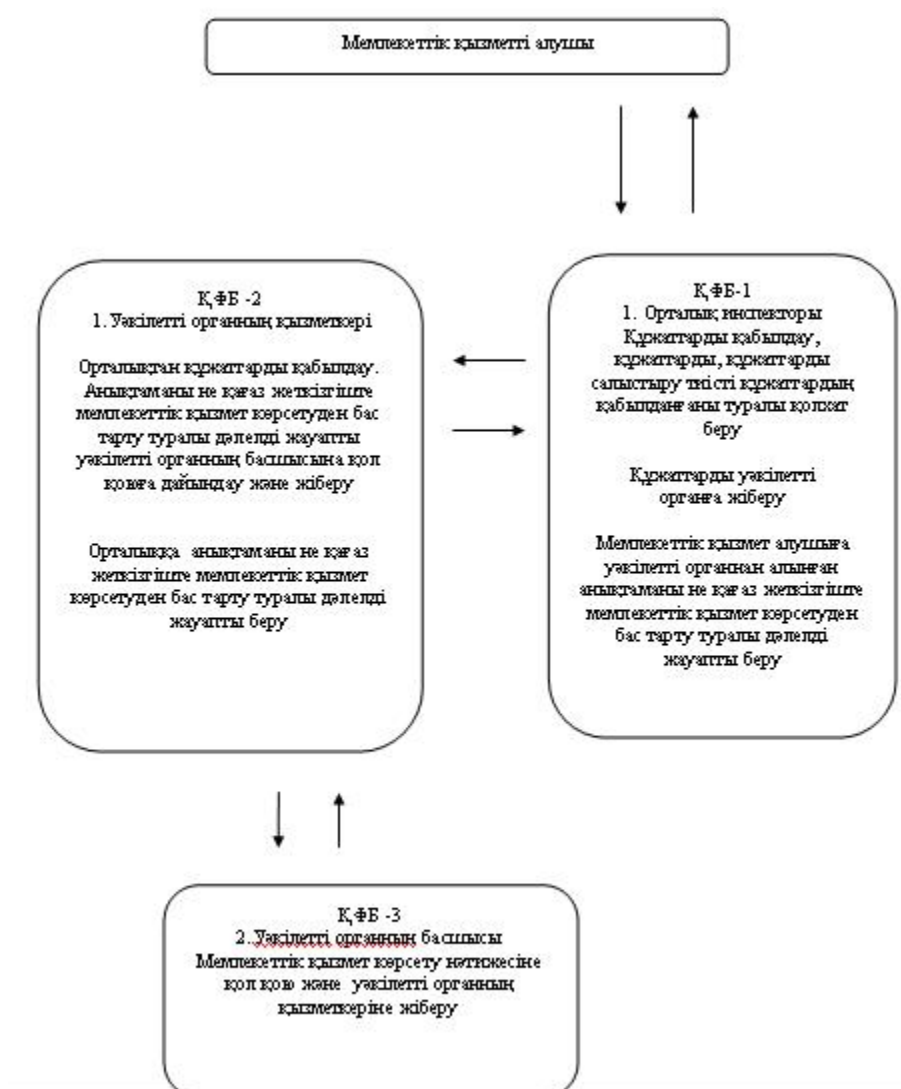 Мемлекеттік қызметті алушы
ҚФБ -2
1. Уәкілетті органның қызметкері
Орталықтан құжаттарды қабылдау.
Анықтаманы не қағаз жеткізгіште
мемлекеттік қызмет көрсетуден бас
тарту туралы дәлелді жауапты
уәкілетті органның басшысына қол
қоюға дайындау және жіберу
Орталыққа анықтаманы не қағаз
жеткізгіште мемлекеттік қызмет
көрсетуден бас тарту туралы дәлелді
жауапты беру
ҚФБ-1
1. Орталық инспекторы
Құжаттарды қабылдау,
құжаттарды, құжаттарды
салыстыру тиісті құжаттардың
қабылданғаны туралы қолхат
беру
Құжаттарды уәкілетті
органға жіберу
Мемлекеттік қызмет алушыға
уәкілетті органнан алынған
анықтаманы не қағаз жеткізгіште
мемлекеттік қызмет көрсетуден
бас тарту туралы дәлелді
жауапты беру
ҚФБ -3
2. Уәкілетті органның басшысы
Мемлекеттік қызмет көрсету нәтижесіне
қол қою және уәкілетті органның
қызметкеріне жіберу